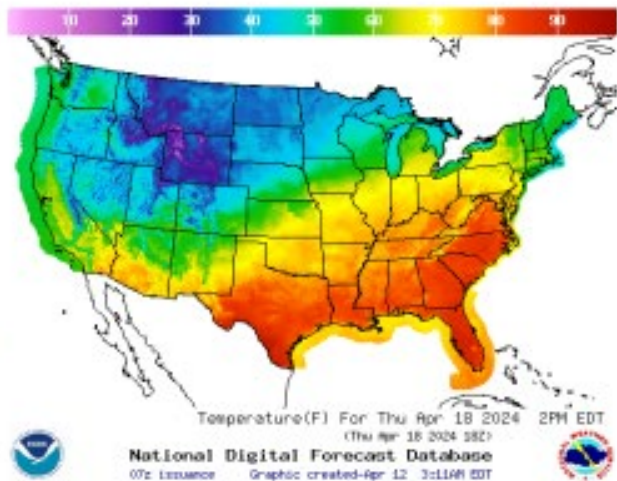 10 20 30 40 50 60 70 80 90
Temperature(F) For Thu Apr 18 2024 2PM EDT
(Thu Apr 18 2024 18Z)
National Digital Forecast Database
07z issuance Graphic created-Apr 12 3:11AM EDT